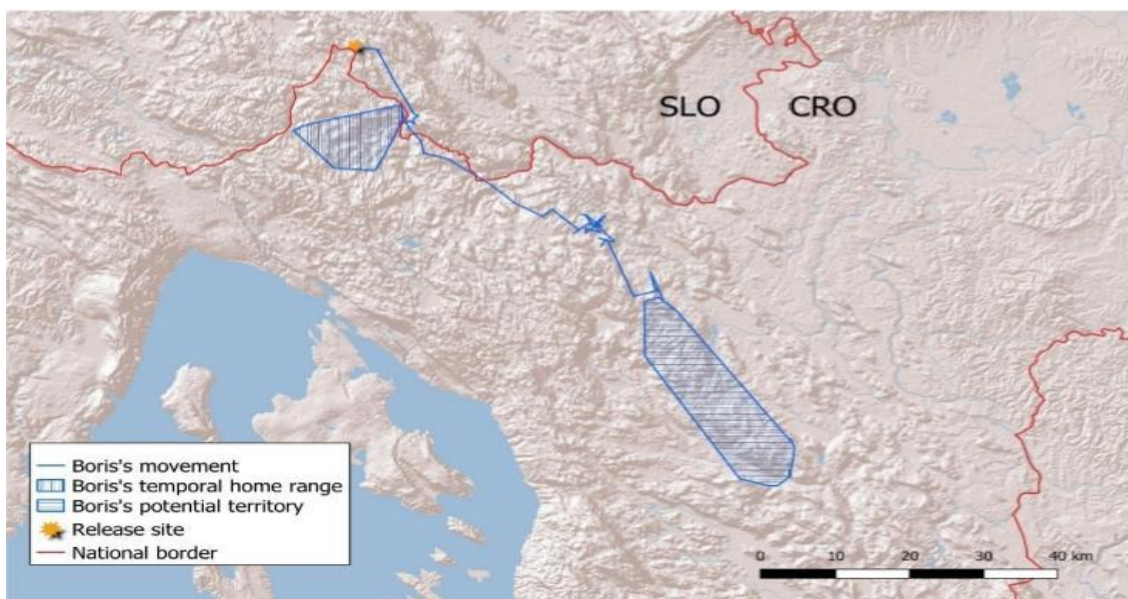 SLO CRO
Boris's movement
Boris's temporal home range
Boris's potential territory
Release site
National border
0 10 20 30 40 km